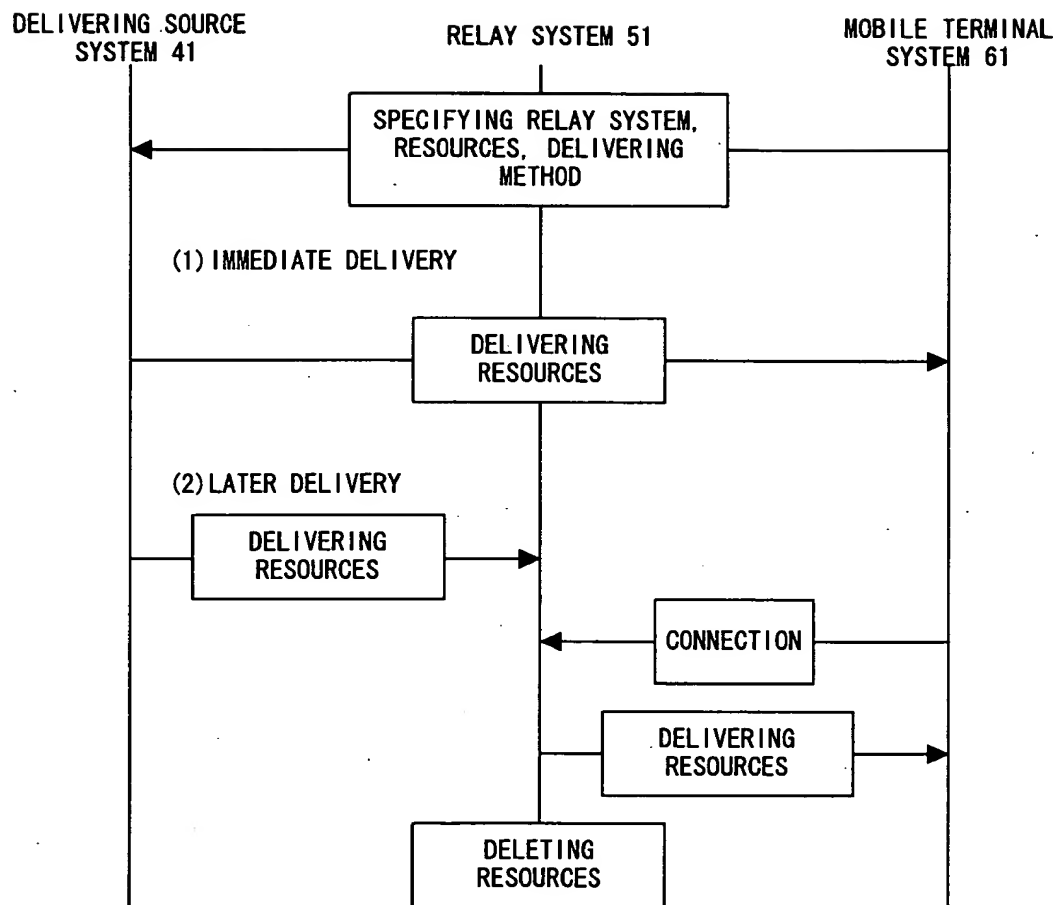 DELIVERING SOURCE
SYSTEM 41
RELAY SYSTEM 51
MOBILE TERMINAL
SYSTEM 61
SPECIFYING RELAY SYSTEM,
RESOURCES, DELIVERING
METHOD
(1) IMMEDIATE DELIVERY
DELIVERING
RESOURCES
(2) LATER DELIVERY
DELIVERING
RESOURCES
CONNECTION
DELIVERING
RESOURCES
DELETING
RESOURCES